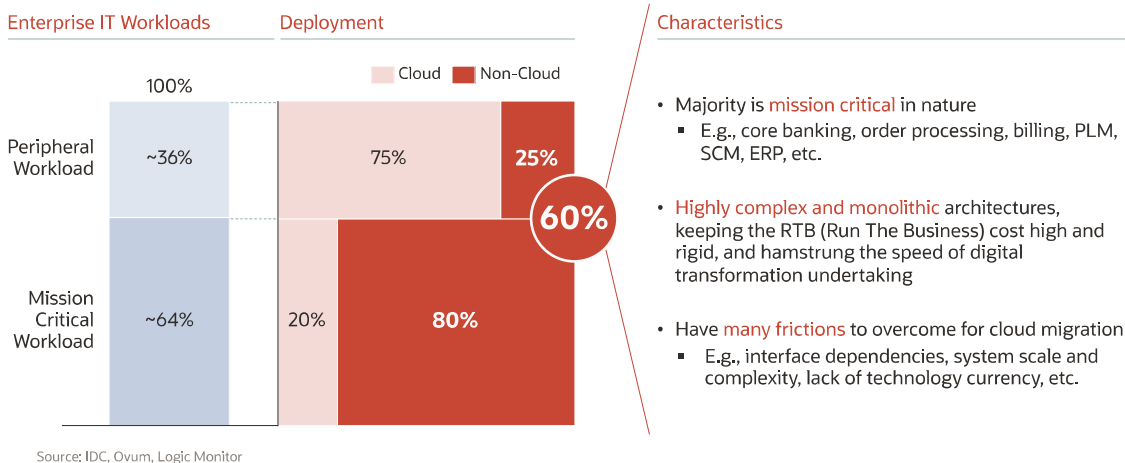 Enterprise IT Workloads
Deployment
Characteristics
Cloud
Non-Cloud
100%
Peripheral
Workload
~36%
75%
25%
60%
Mission
Critical
Workload
~64%
20%
80%
• Majority is mission critical in nature
▪ E.g., core banking, order processing, billing, PLM,
SCM, ERP, etc.
• Highly complex and monolithic architectures,
keeping the RTB (Run The Business) cost high and
rigid, and hamstrung the speed of digital
transformation undertaking
• Have many frictions to overcome for cloud migration
▪ E.g., interface dependencies, system scale and
complexity, lack of technology currency, etc.
Source: IDC, Ovum, Logic Monitor